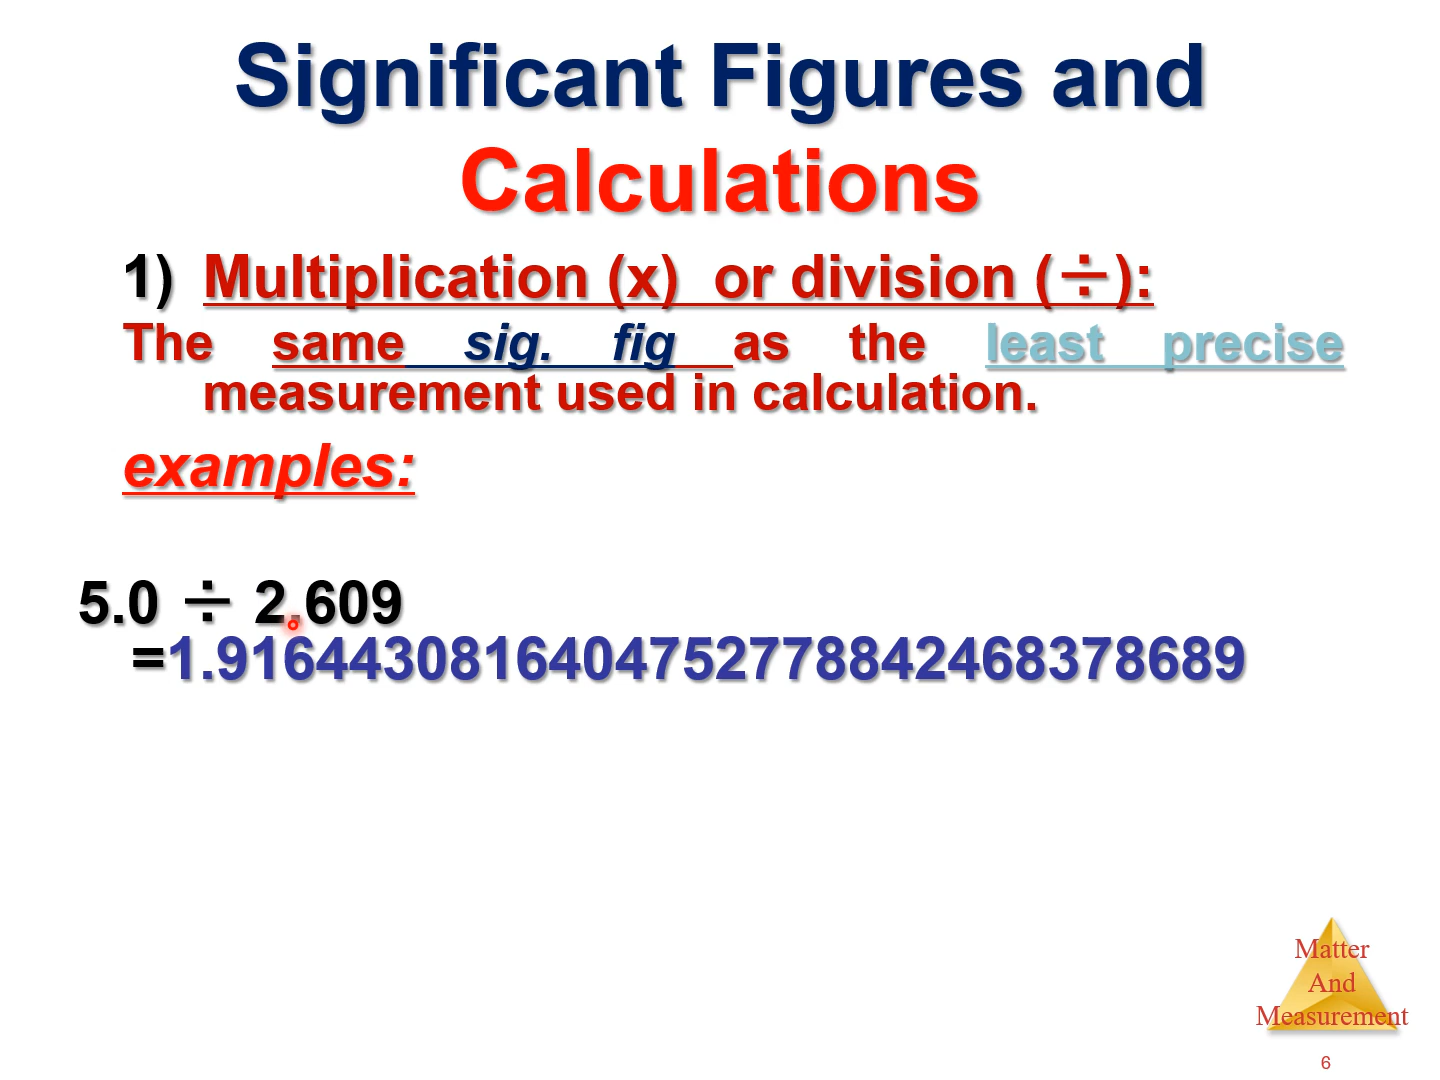 Significant Figures and
Calculations
1) Multiplication (x) or division (÷):
The same sig. fig as the least precise
measurement used in calculation.
examples:
5.0 ÷ 2.609
=1.9164430816404752778842468378689
Matter
And
Measurement
6